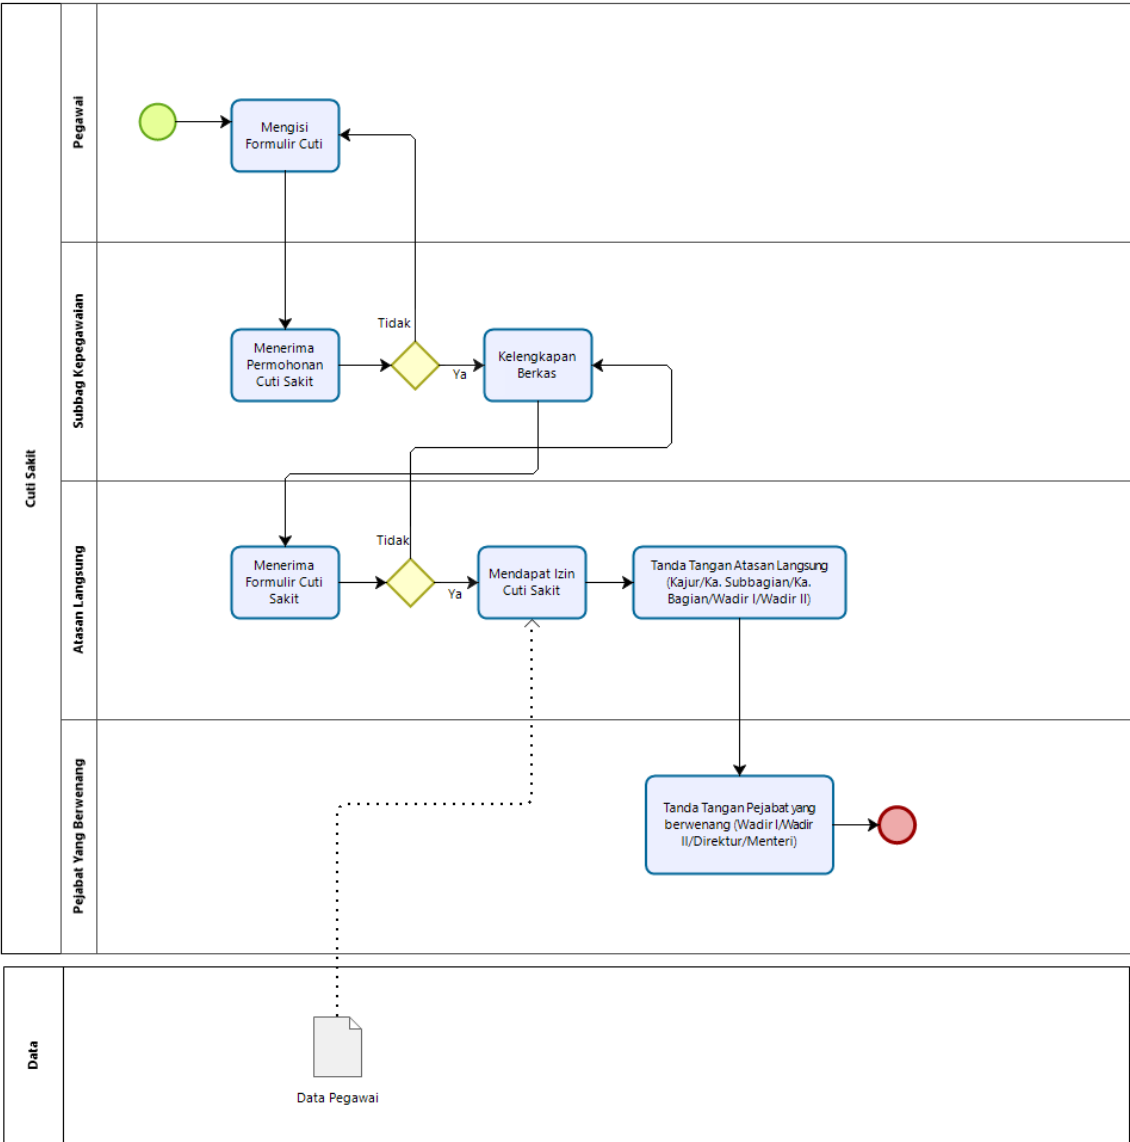 Cuti Sakit
Pegawai
Mengisi
Formulir Cuti
Subbag Kepegawaian
Menerima
Permohonan
Cuti Sakit
Tidak
Ya
Kelengkapan
Berkas
Atasan Langsung
Menerima
Formulir Cuti
Sakit
Tidak
Ya
Mendapat Izin
Cuti Sakit
Tanda Tangan Atasan Langsung
(Kajur/Ka. Subbagian/Ka.
Bagian/Wadir I/Wadir II)
Pejabat Yang Berwenang
Tanda Tangan Pejabat yang
berwenang (Wadir I/Wadir
II/Direktur/Menteri)
Data
Data Pegawai